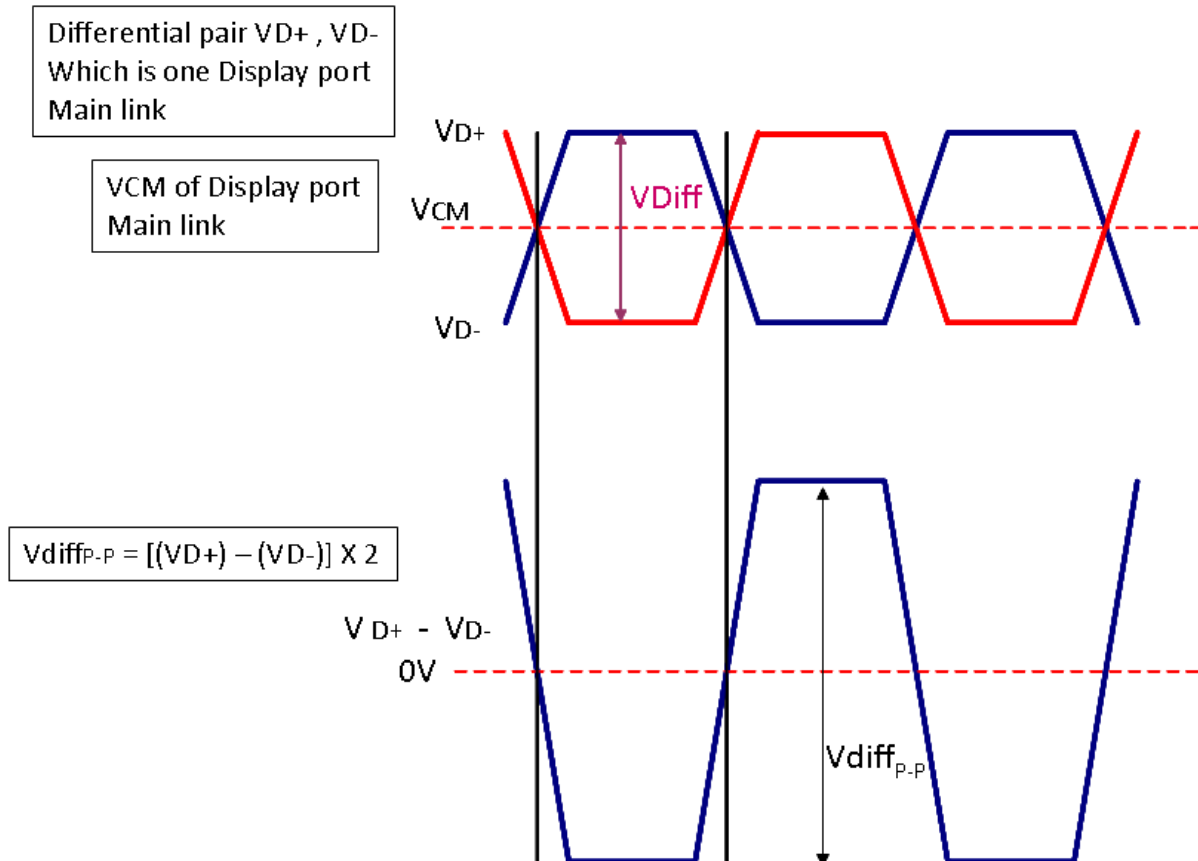 Differential pair VD+ , VD-
Which is one Display port
Main link
VD+
VCM of Display port
Main link
VDiff
VCM
VD-
VdiffP-P = [(VD+) – (VD-)] X 2
V D+ - VD-
0V
VdiffP-P